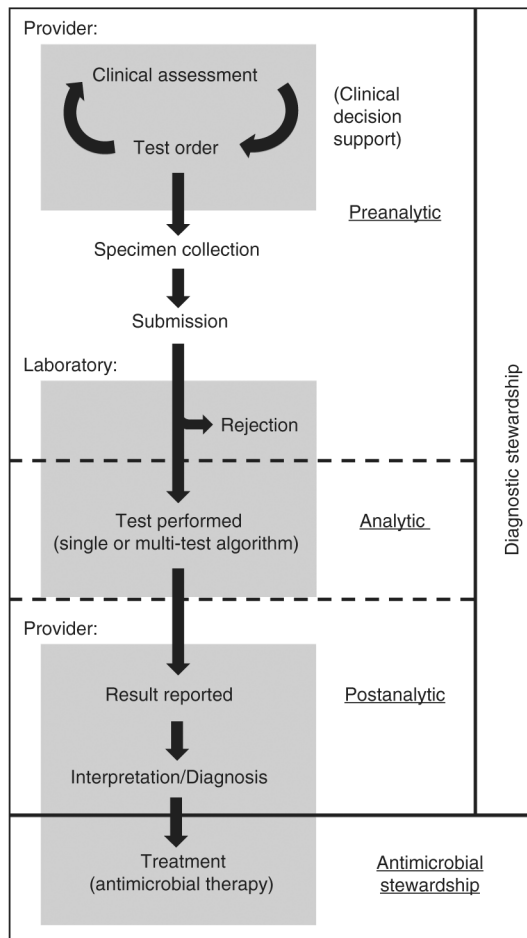 Provider:
Clinical assessment
(Clinical
decision
support)
Test order
Preanalytic
Specimen collection
Submission
Laboratory:
Rejection
Test performed
(single or multi-test algorithm)
Analytic
Provider:
Result reported
Postanalytic
Interpretation/Diagnosis
Diagnostic stewardship
Treatment
(antimicrobial therapy)
Antimicrobial
stewardship